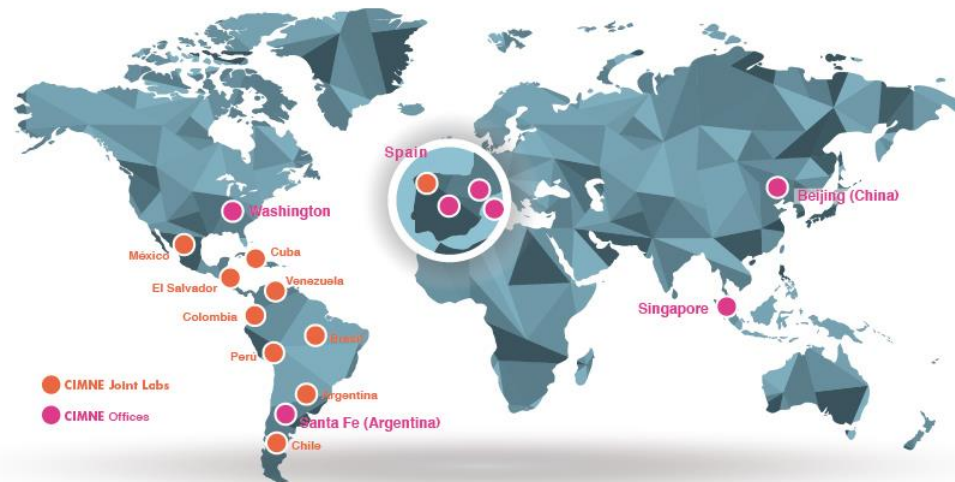 Spain
Washington
Beijing (China)
México
Cuba
El Salvador
Venezuela
Singapore
Colombia
Brasil
Perú
CIMNE Joint Labs
Argentina
CIMNE Offices
Santa Fe (Argentina)
Chile